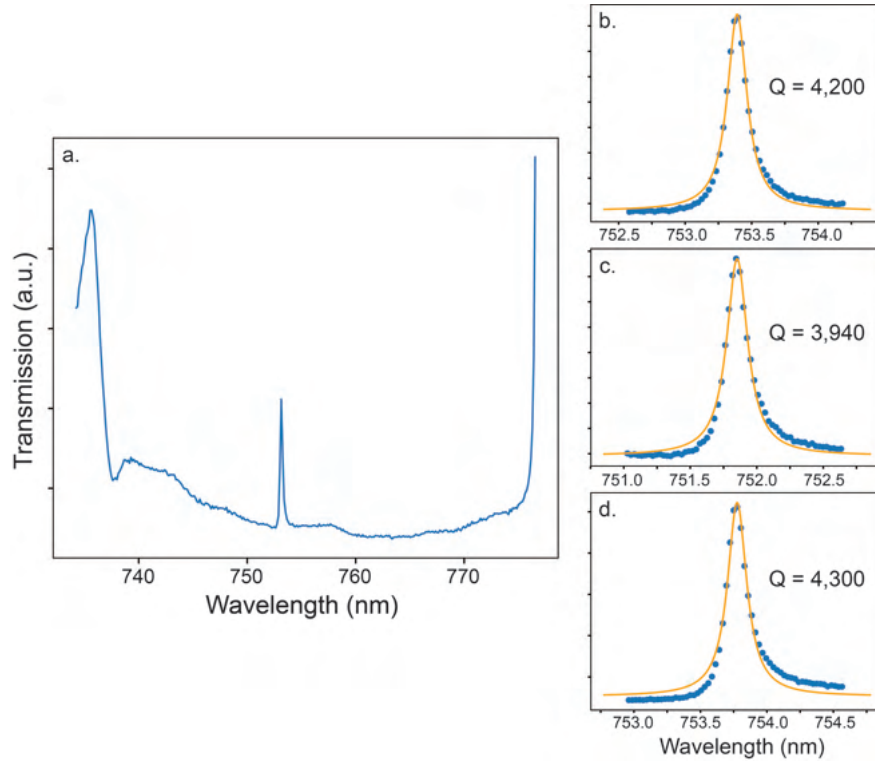 a.
Transmission (a.u.)
740 750 760 770
Wavelength (nm)
b.
Q = 4,200
752.5 753.0 753.5 754.0
c.
Q = 3,940
751.0 751.5 752.0 752.5
d.
Q = 4,300
753.0 753.5 754.0 754.5
Wavelength (nm)